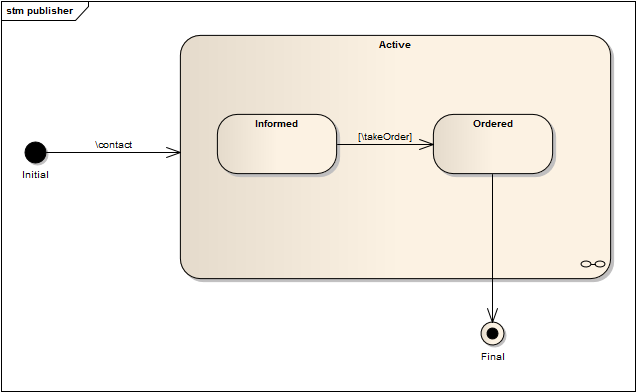 stm publisher
Active
Informed
[\takeOrder]
Ordered
\contact
Initial
Final